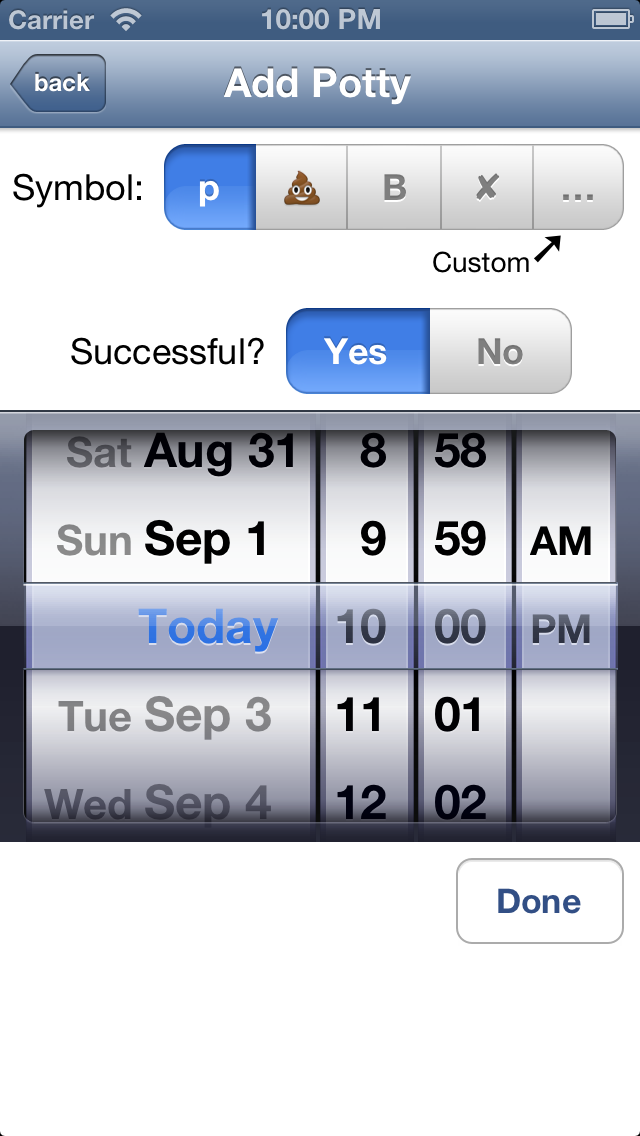 Carrier 10:00 PM
back Add Potty
Symbol: p 💩 B ✘ ...
Custom
Successful? Yes No
Sat Aug 31 8 58
Sun Sep 1 9 59 AM
Today 10 00 PM
Tue Sep 3 11 01
Wed Sep 4 12 02
Done